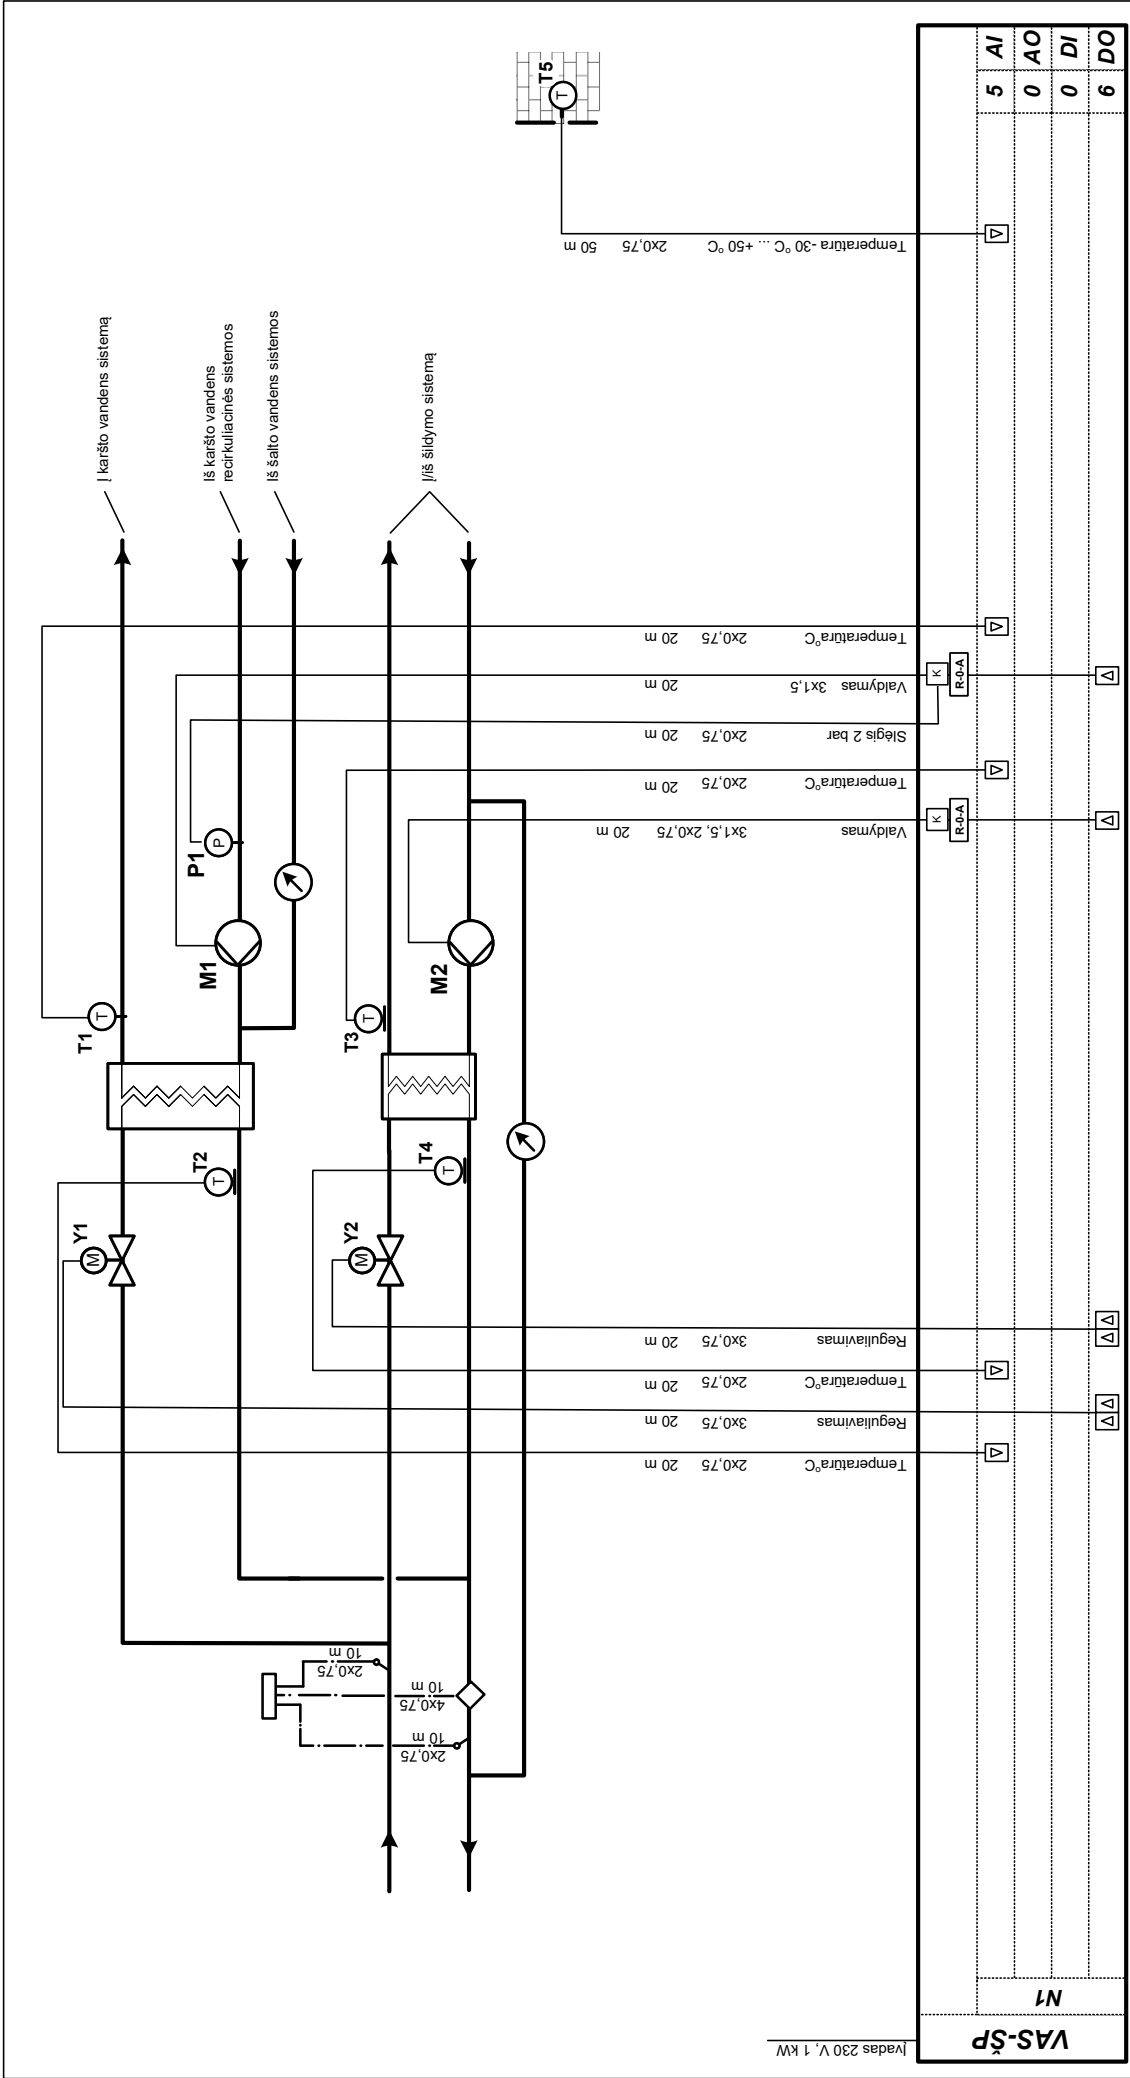 T5
T
Temperatūra -30 °C ... +50 °C 2x0,75 50 m
Į karšto vandens sistemą
Iš karšto vandens
recirkuliacinės sistemos
Iš šalto vandens sistemos
Į/iš šildymo sistemą
Temperatūra°C 2x0,75 20 m
Valdymas 3x1,5 20 m
Slėgis 2 bar 2x0,75 20 m
Temperatūra°C 2x0,75 20 m
Valdymas 3x1,5, 2x0,75 20 m
K
R-0-A
K
R-0-A
P1
P
M1
M2
T1
T
T3
T
T2
T
T4
T
Y1
M
Y2
M
Reguliavimas 3x0,75 20 m
Temperatūra°C 2x0,75 20 m
Reguliavimas 3x0,75 20 m
Temperatūra°C 2x0,75 20 m
2x0,75
10 m
4x0,75
10 m
2x0,75
10 m
Įvadas 230 V, 1 kW
VAS-ŠP
N1
5 AI
0 AO
0 DI
6 DO